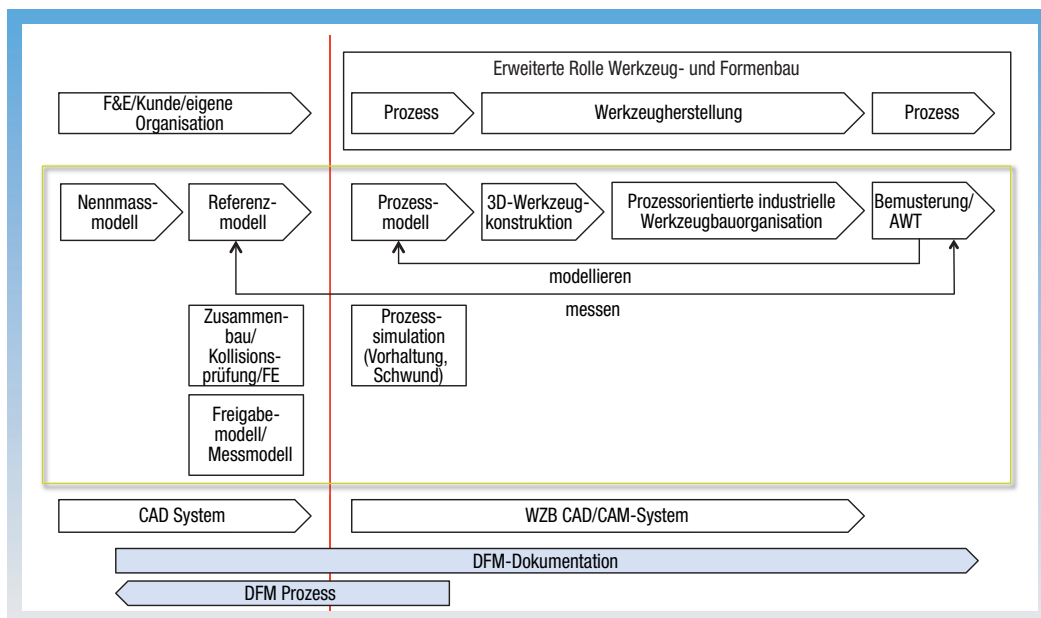 Erweiterte Rolle Werkzeug- und Formenbau
F&E/Kunde/eigene
Organisation
Prozess
Werkzeugherstellung
Prozess
Nennmass-
modell
Referenz-
modell
Prozess-
modell
3D-Werkzeug-
konstruktion
Prozessorientierte industrielle
Werkzeugbauorganisation
Bemusterung/
AWT
modellieren
messen
Zusammen-
bau/
Kollisions-
prüfung/FE
Prozess-
simulation
(Vorhaltung,
Schwund)
Freigabe-
modell/
Messmodell
CAD System
WZB CAD/CAM-System
DFM-Dokumentation
DFM Prozess